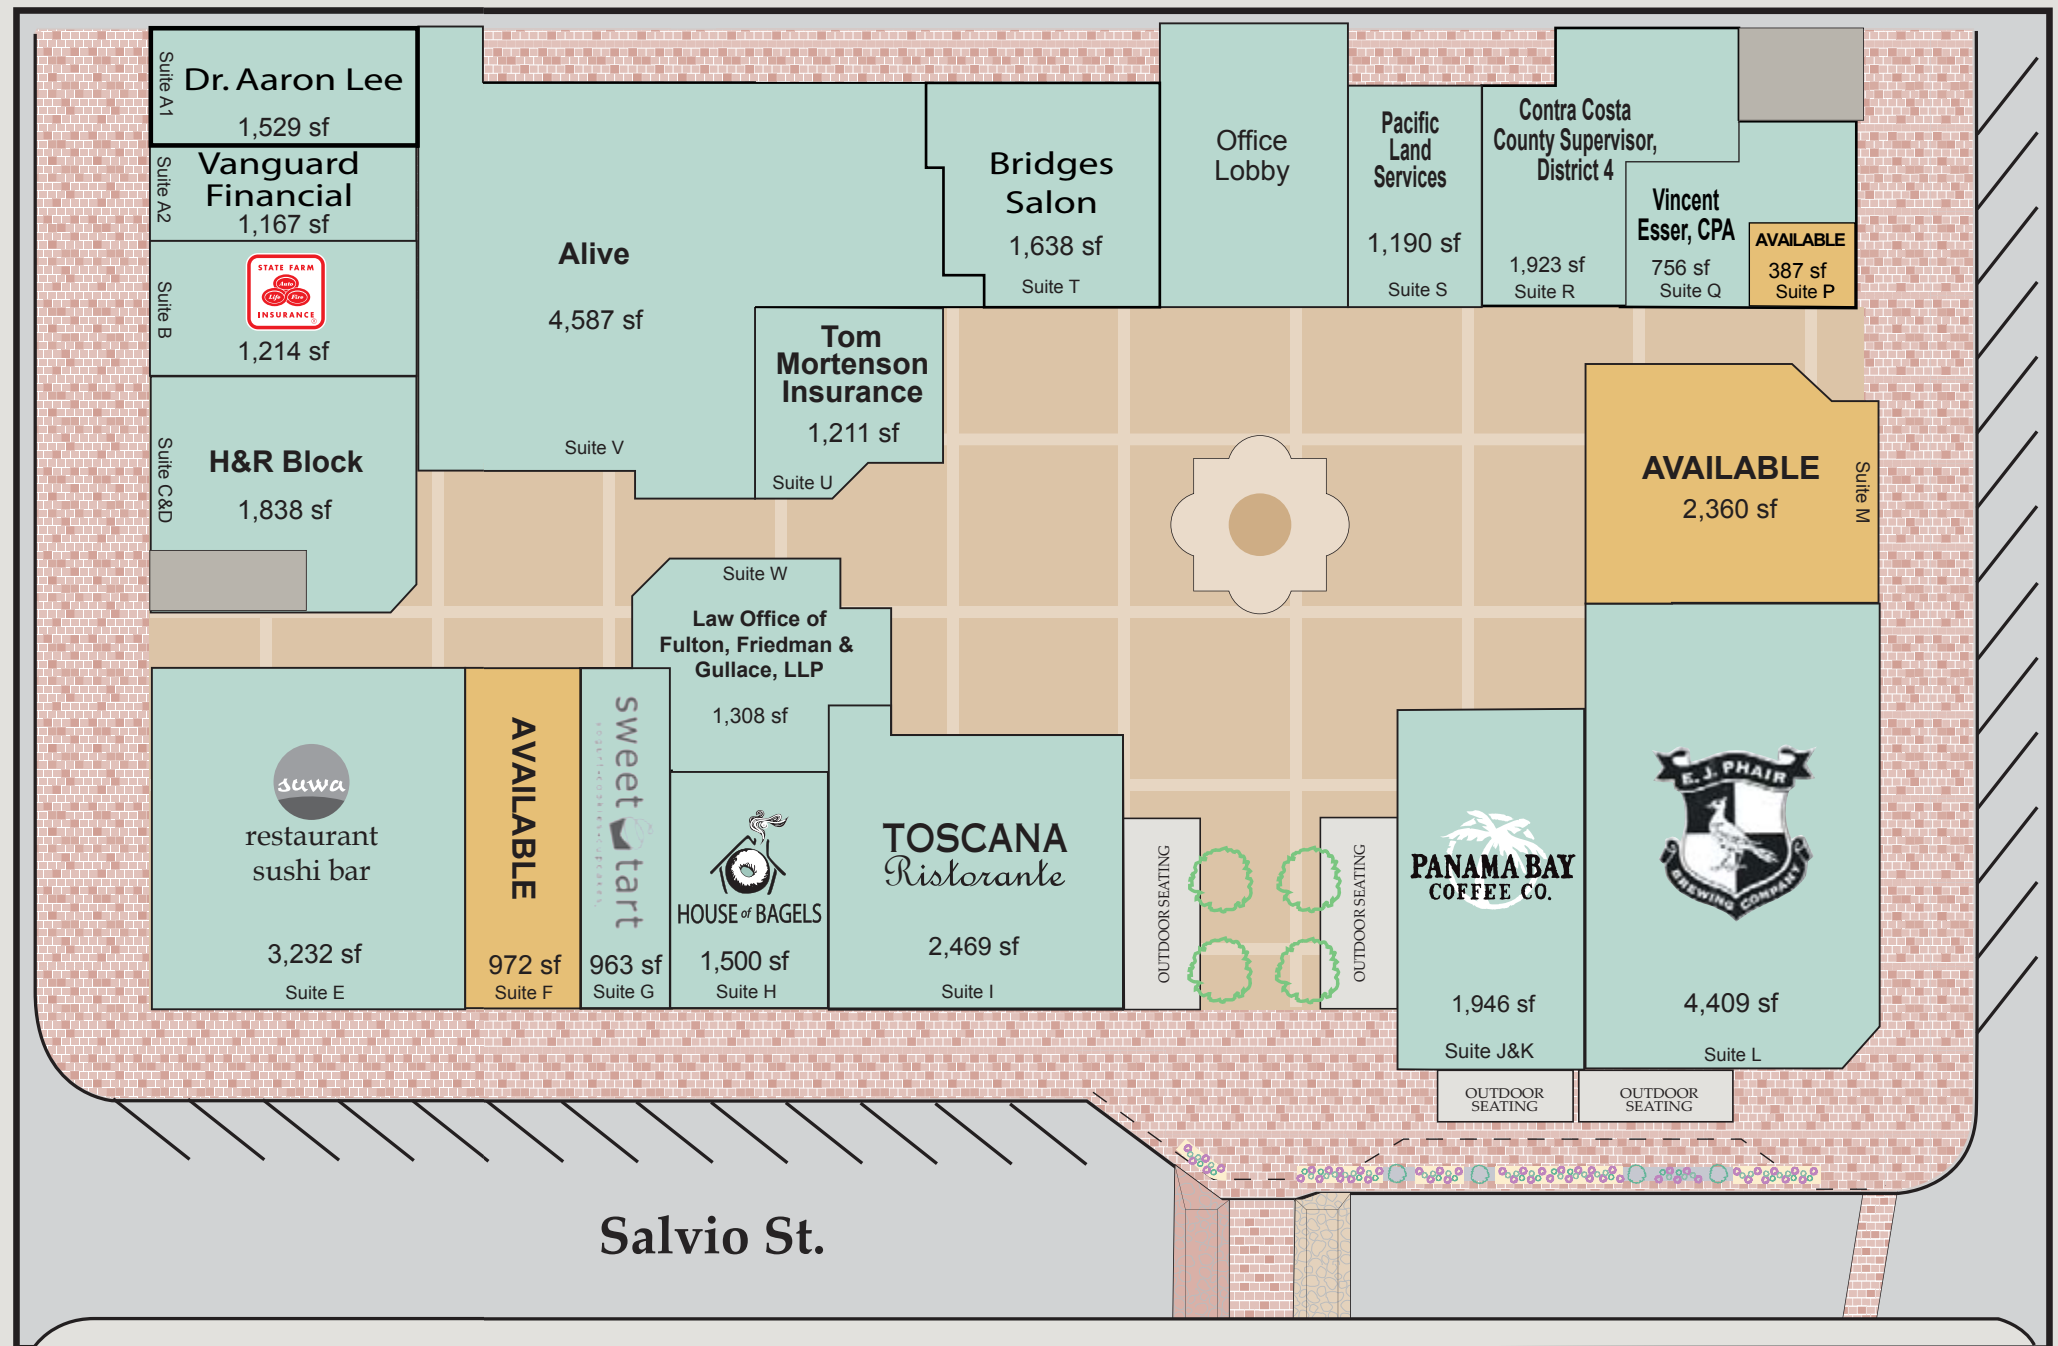 Suite A1
Dr. Aaron Lee
1,529 sf
Suite A2
Vanguard
Financial
1,167 sf
Suite B
STATE FARM
Auto
Life Fire
INSURANCE
®
1,214 sf
Suite C&D
H&R Block
1,838 sf
Alive
4,587 sf
Suite V
Bridges
Salon
1,638 sf
Suite T
Tom
Mortenson
Insurance
1,211 sf
Suite U
Office
Lobby
Pacific
Land
Services
1,190 sf
Suite S
Contra Costa
County Supervisor,
District 4
1,923 sf
Suite R
Vincent
Esser, CPA
756 sf
Suite Q
AVAILABLE
387 sf
Suite P
AVAILABLE
2,360 sf
Suite M
Suite W
Law Office of
Fulton, Friedman &
Gullace, LLP
1,308 sf
suwa
restaurant
sushi bar
3,232 sf
Suite E
AVAILABLE
972 sf
Suite F
sweet tart
963 sf
Suite G
HOUSE of BAGELS
1,500 sf
Suite H
TOSCANA
Ristorante
2,469 sf
Suite I
OUTDOOR SEATING
OUTDOOR SEATING
PANAMA BAY
COFFEE CO.
1,946 sf
Suite J&K
E.J. PHAIR
BREWING COMPANY
4,409 sf
Suite L
OUTDOOR
SEATING
OUTDOOR
SEATING
Salvio St.